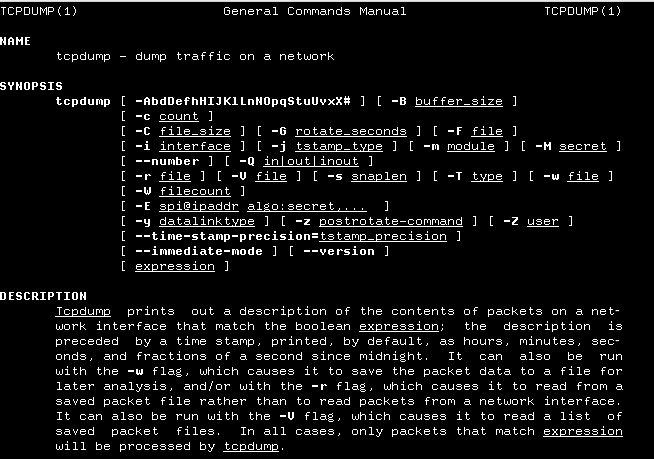 TCPDUMP(1) General Commands Manual TCPDUMP(1)
NAME
tcpdump - dump traffic on a network
SYNOPSIS
tcpdump [ -AbdDefhHIJKlLnNOpqStuUvxX# ] [ -B buffer_size ]
[ -c count ]
[ -C file_size ] [ -G rotate_seconds ] [ -F file ]
[ -i interface ] [ -j tstamp_type ] [ -m module ] [ -M secret ]
[ --number ] [ -Q in|out|inout ]
[ -r file ] [ -V file ] [ -s snaplen ] [ -T type ] [ -w file ]
[ -W filecount ]
[ -E spi@ipaddr algo:secret,... ]
[ -y datalinktype ] [ -z postrotate-command ] [ -Z user ]
[ --time-stamp-precision=tstamp_precision ]
[ --immediate-mode ] [ --version ]
[ expression ]
DESCRIPTION
Tcpdump prints out a description of the contents of packets on a net-
work interface that match the boolean expression; the description is
preceded by a time stamp, printed, by default, as hours, minutes, sec-
onds, and fractions of a second since midnight. It can also be run
with the -w flag, which causes it to save the packet data to a file for
later analysis, and/or with the -r flag, which causes it to read from a
saved packet file rather than to read packets from a network interface.
It can also be run with the -V flag, which causes it to read a list of
saved packet files. In all cases, only packets that match expression
will be processed by tcpdump.